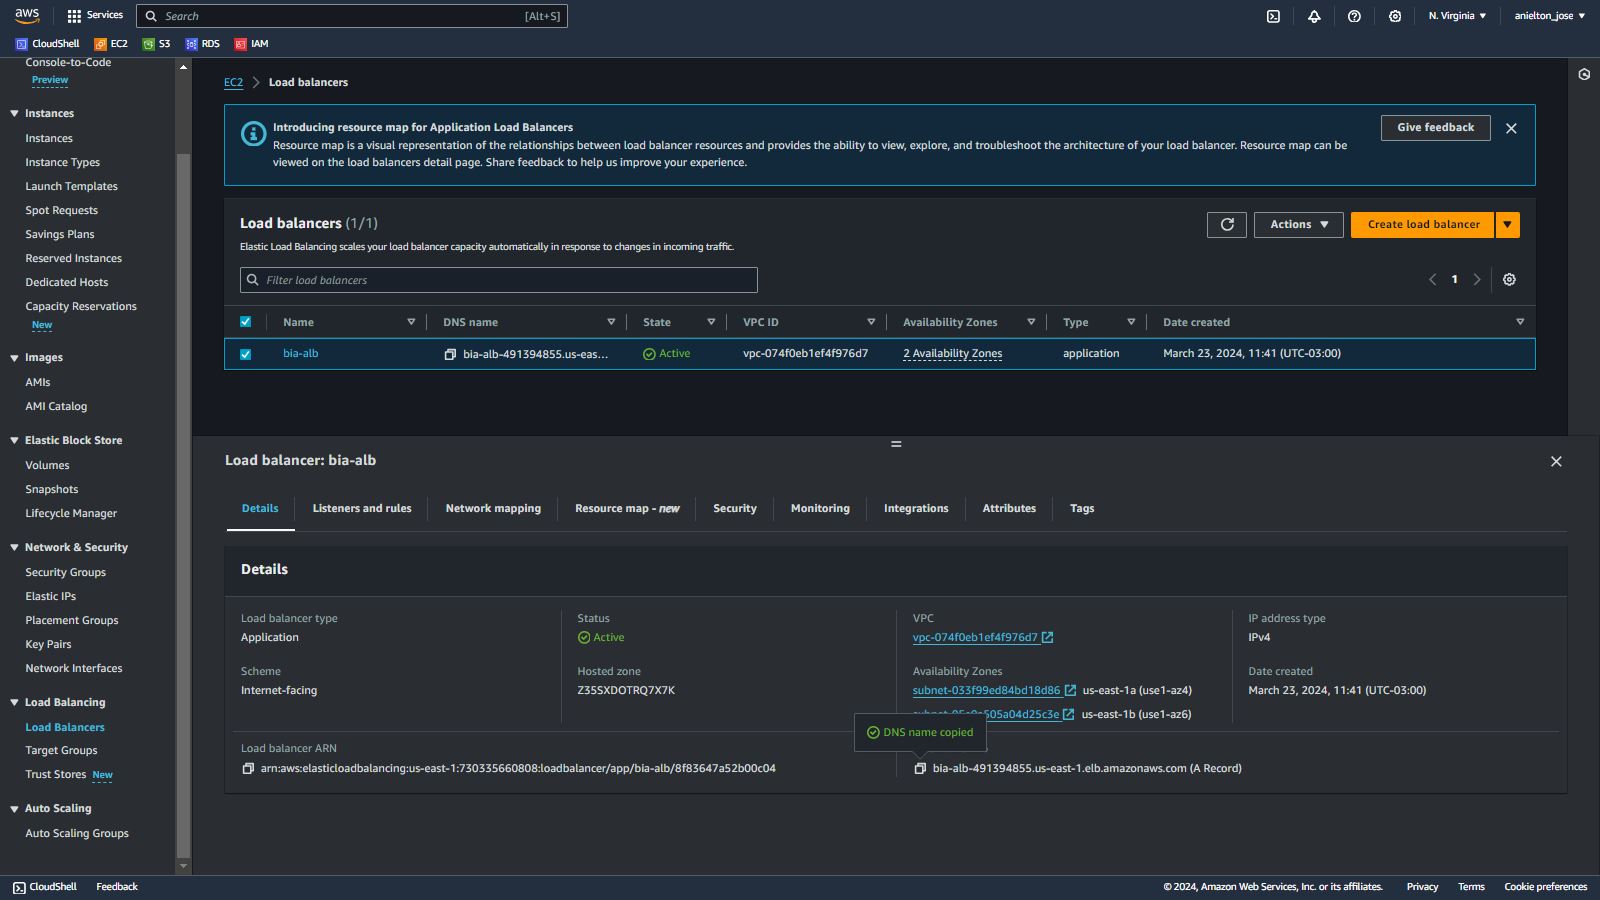 aws
Services
Search
[Alt+S]
N. Virginia
anielton_jose
CloudShell
EC2
S3
RDS
IAM
Console-to-Code
Preview
Instances
Instances
Instance Types
Launch Templates
Spot Requests
Savings Plans
Reserved Instances
Dedicated Hosts
Capacity Reservations
New
Images
AMIs
AMI Catalog
Elastic Block Store
Volumes
Snapshots
Lifecycle Manager
Network & Security
Security Groups
Elastic IPs
Placement Groups
Key Pairs
Network Interfaces
Load Balancing
Load Balancers
Target Groups
Trust Stores New
Auto Scaling
Auto Scaling Groups
EC2 > Load balancers
Introducing resource map for Application Load Balancers
Resource map is a visual representation of the relationships between load balancer resources and provides the ability to view, explore, and troubleshoot the architecture of your load balancer. Resource map can be
viewed on the load balancers detail page. Share feedback to help us improve your experience.
Give feedback
Load balancers (1/1)
Elastic Load Balancing scales your load balancer capacity automatically in response to changes in incoming traffic.
Actions
Create load balancer
Filter load balancers
1
Name DNS name State VPC ID Availability Zones Type Date created
bia-alb bia-alb-491394855.us-eas... Active vpc-074f0eb1ef4f976d7 2 Availability Zones application March 23, 2024, 11:41 (UTC-03:00)
Load balancer: bia-alb
Details Listeners and rules Network mapping Resource map - new Security Monitoring Integrations Attributes Tags
Details
Load balancer type
Application
Status
Active
VPC
vpc-074f0eb1ef4f976d7
IP address type
IPv4
Scheme
Internet-facing
Hosted zone
Z35SXDOTRQ7X7K
Availability Zones
subnet-033f99ed84bd18d86 us-east-1a (use1-az4)
us-east-1b (use1-az6)
Date created
March 23, 2024, 11:41 (UTC-03:00)
DNS name copied
Load balancer ARN
arn:aws:elasticloadbalancing:us-east-1:730335660808:loadbalancer/app/bia-alb/8f83647a52b00c04
bia-alb-491394855.us-east-1.elb.amazonaws.com (A Record)
CloudShell
Feedback
© 2024, Amazon Web Services, Inc. or its affiliates.
Privacy
Terms
Cookie preferences